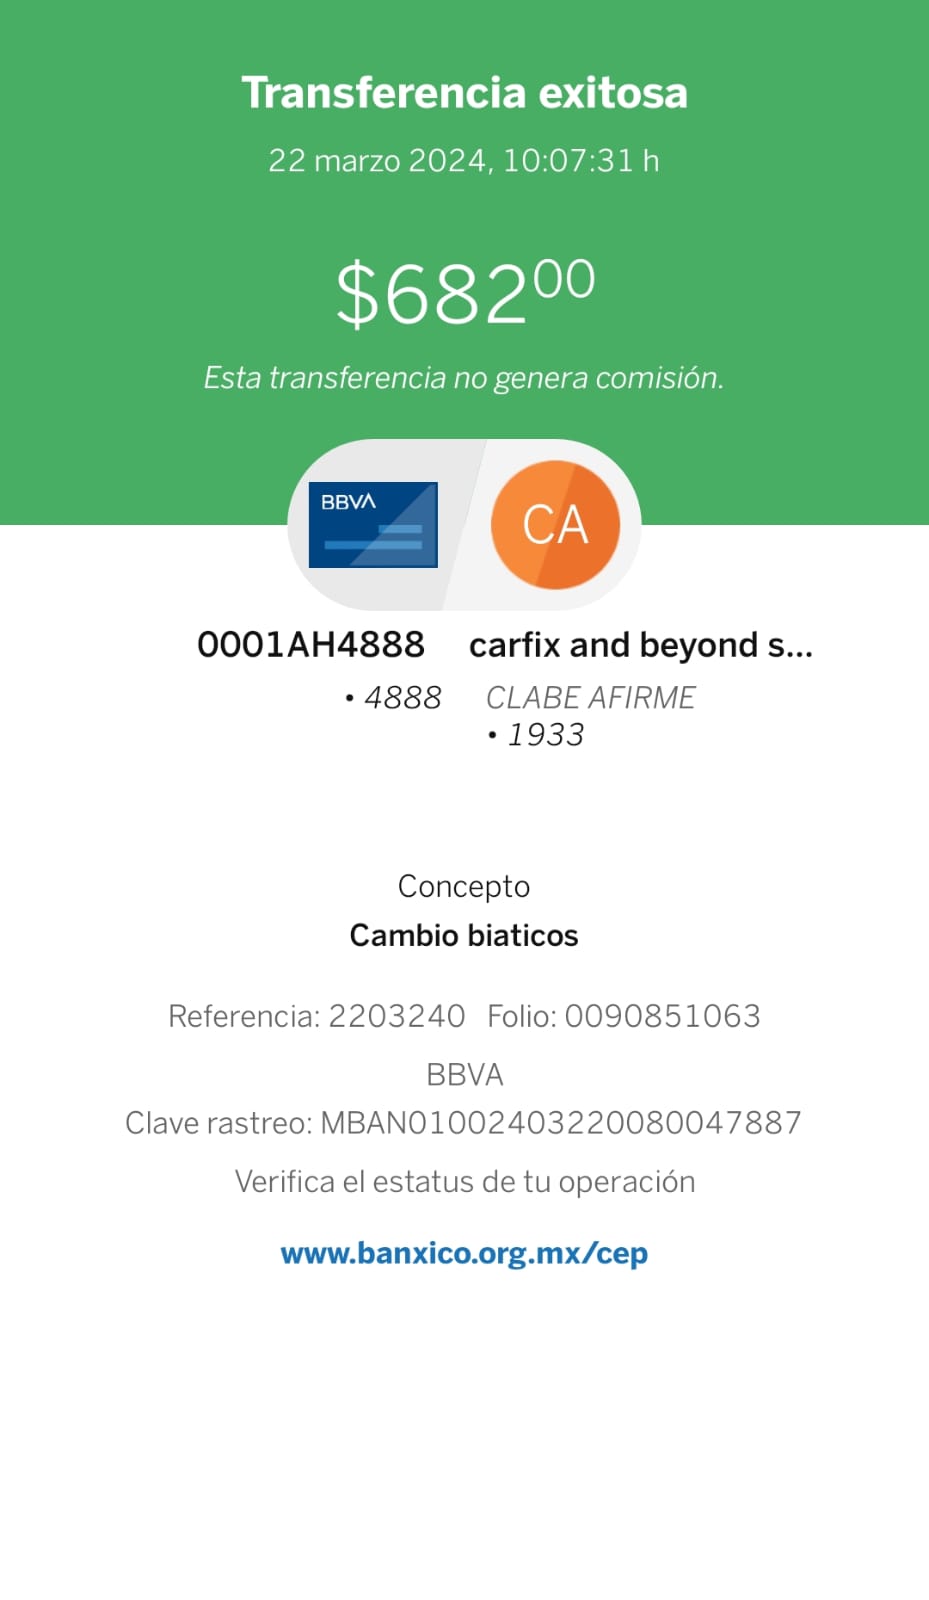 Transferencia exitosa
22 marzo 2024, 10:07:31 h
$68200
Esta transferencia no genera comisión.
BBVA
CA
0001AH4888
• 4888
carfix and beyond s...
CLABE AFIRME
• 1933
Concepto
Cambio biaticos
Referencia: 2203240 Folio: 0090851063
BBVA
Clave rastreo: MBAN01002403220080047887
Verifica el estatus de tu operación
www.banxico.org.mx/cep